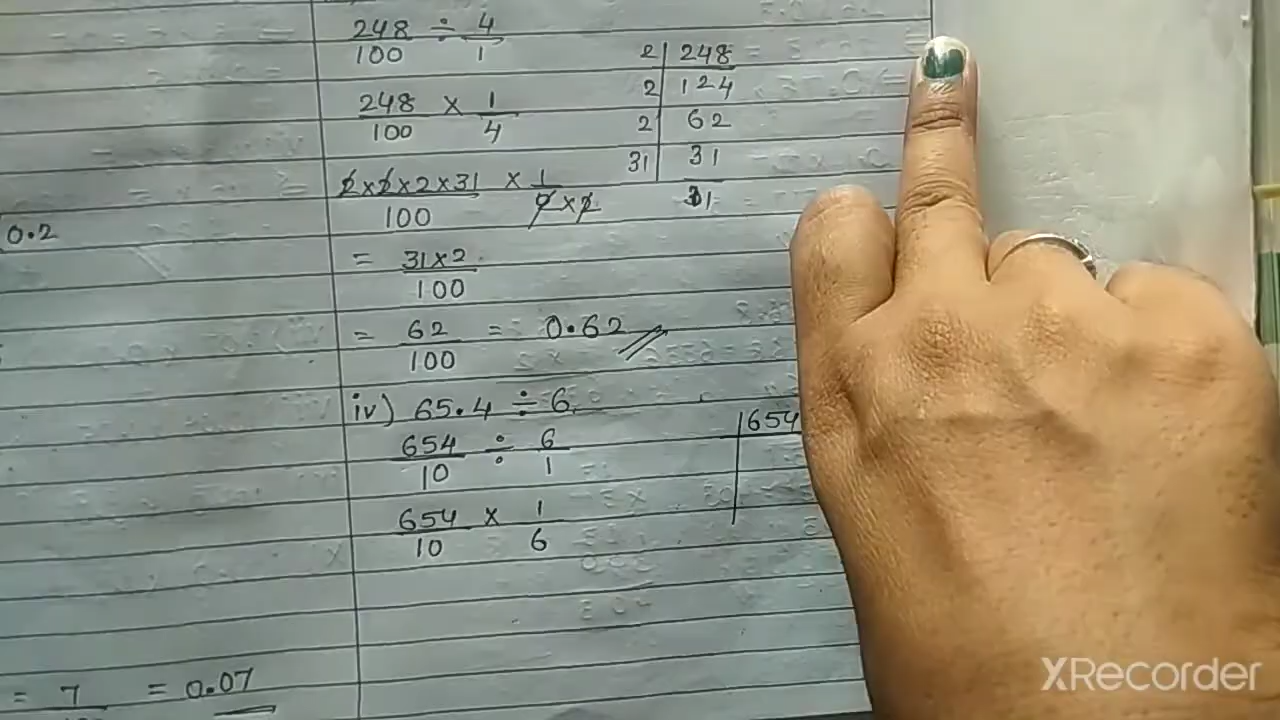 248/100 ÷ 4/1
248/100 × 1/4
2×2×2×31/100 × 1/2×2
= 31×2/100
= 62/100 = 0.62
iv) 65.4 ÷ 6
654/10 ÷ 6/1
654/10 × 1/6
2 | 248
2 | 124
2 | 62
31 | 31
31
654
0.2
= 7 = 0.07
XRecorder